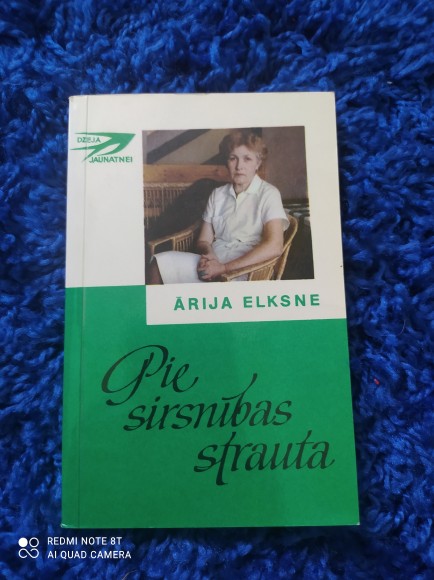 DZEJA
JAUNATNEI
ĀRIJA ELKSNE
Pie
sirsnības
strauta
REDMI NOTE 8T
AI QUAD CAMERA